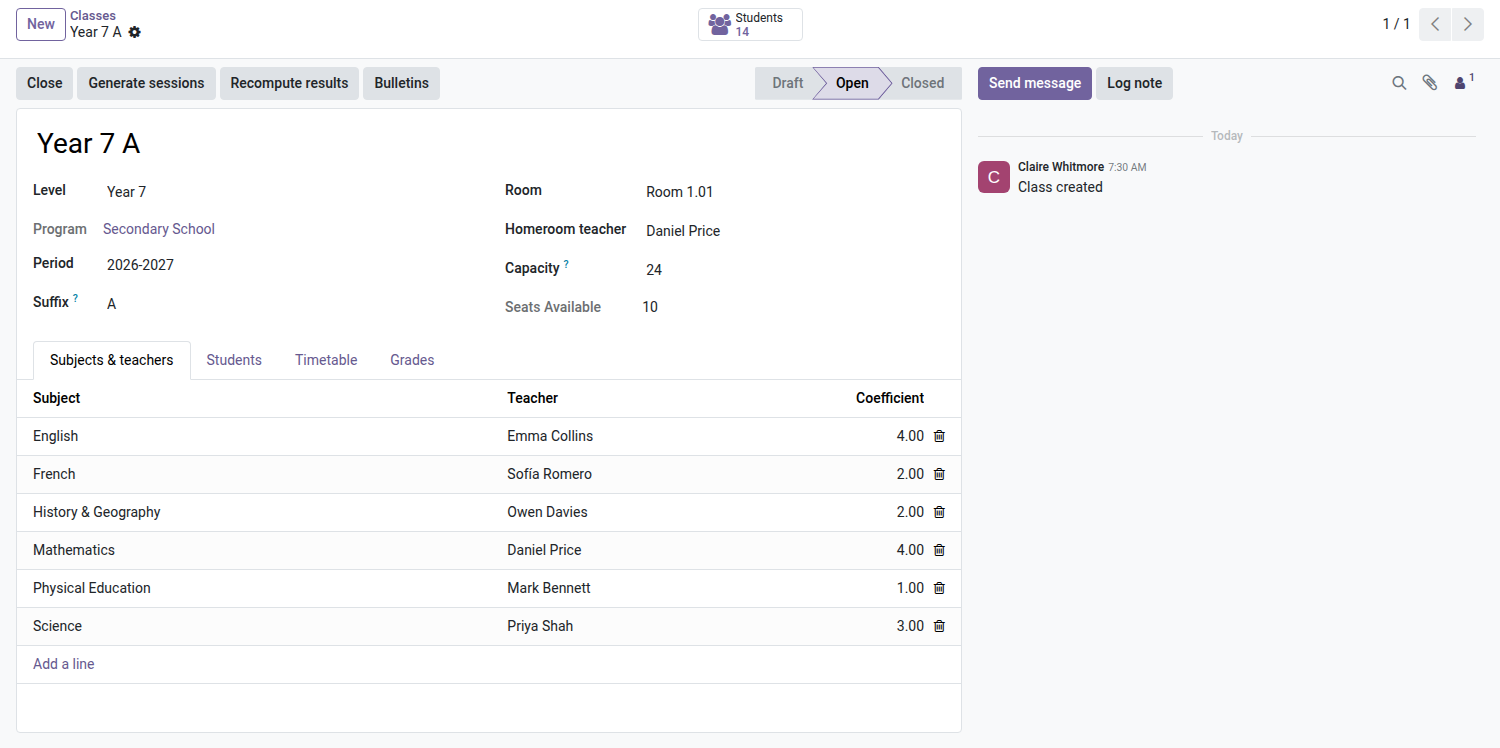 New
Classes
Year 7 A
Students
14
1 / 1
Close
Generate sessions
Recompute results
Bulletins
Draft
Open
Closed
Send message
Log note
1
Year 7 A
Level
Year 7
Program
Secondary School
Period
2026-2027
Suffix ?
A
Room
Room 1.01
Homeroom teacher
Daniel Price
Capacity ?
24
Seats Available
10
Today
C
Claire Whitmore 7:30 AM
Class created
Subjects & teachers
Students
Timetable
Grades
Subject Teacher Coefficient
English Emma Collins 4.00
French Sofía Romero 2.00
History & Geography Owen Davies 2.00
Mathematics Daniel Price 4.00
Physical Education Mark Bennett 1.00
Science Priya Shah 3.00
Add a line